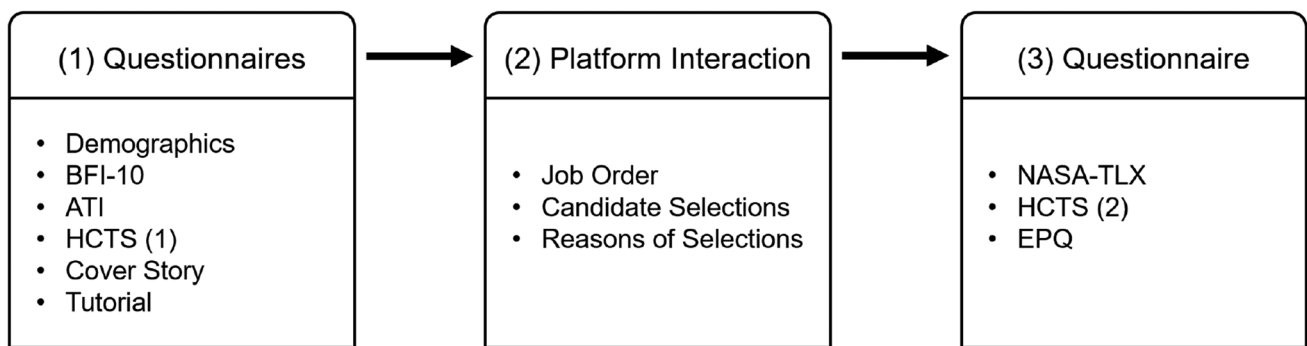 (1) Questionnaires
• Demographics
• BFI-10
• ATI
• HCTS (1)
• Cover Story
• Tutorial
(2) Platform Interaction
• Job Order
• Candidate Selections
• Reasons of Selections
(3) Questionnaire
• NASA-TLX
• HCTS (2)
• EPQ